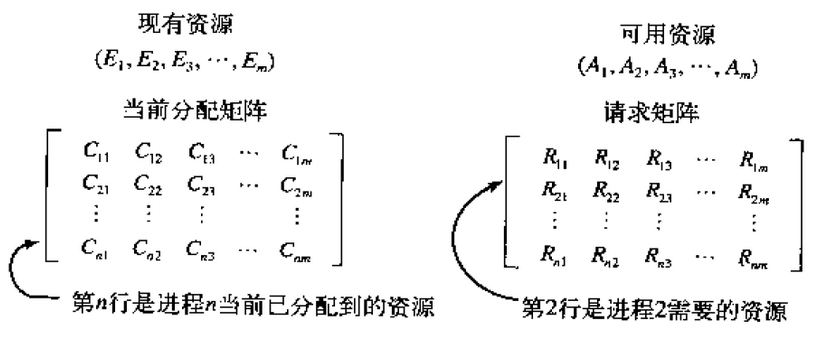 现有资源
(E₁, E₂, E₃, ⋯, Eₘ)
当前分配矩阵
C₁₁ C₁₂ C₁₃ ⋯ C₁ₘ
C₂₁ C₂₂ C₂₃ ⋯ C₂ₘ
⋮ ⋮ ⋮ ⋮
Cₙ₁ Cₙ₂ Cₙ₃ ⋯ Cₙₘ
第n行是进程n当前已分配到的资源
可用资源
(A₁, A₂, A₃, ⋯, Aₘ)
请求矩阵
R₁₁ R₁₂ R₁₃ ⋯ R₁ₘ
R₂₁ R₂₂ R₂₃ ⋯ R₂ₘ
⋮ ⋮ ⋮ ⋮
Rₙ₁ Rₙ₂ Rₙ₃ ⋯ Rₙₘ
第2行是进程2需要的资源